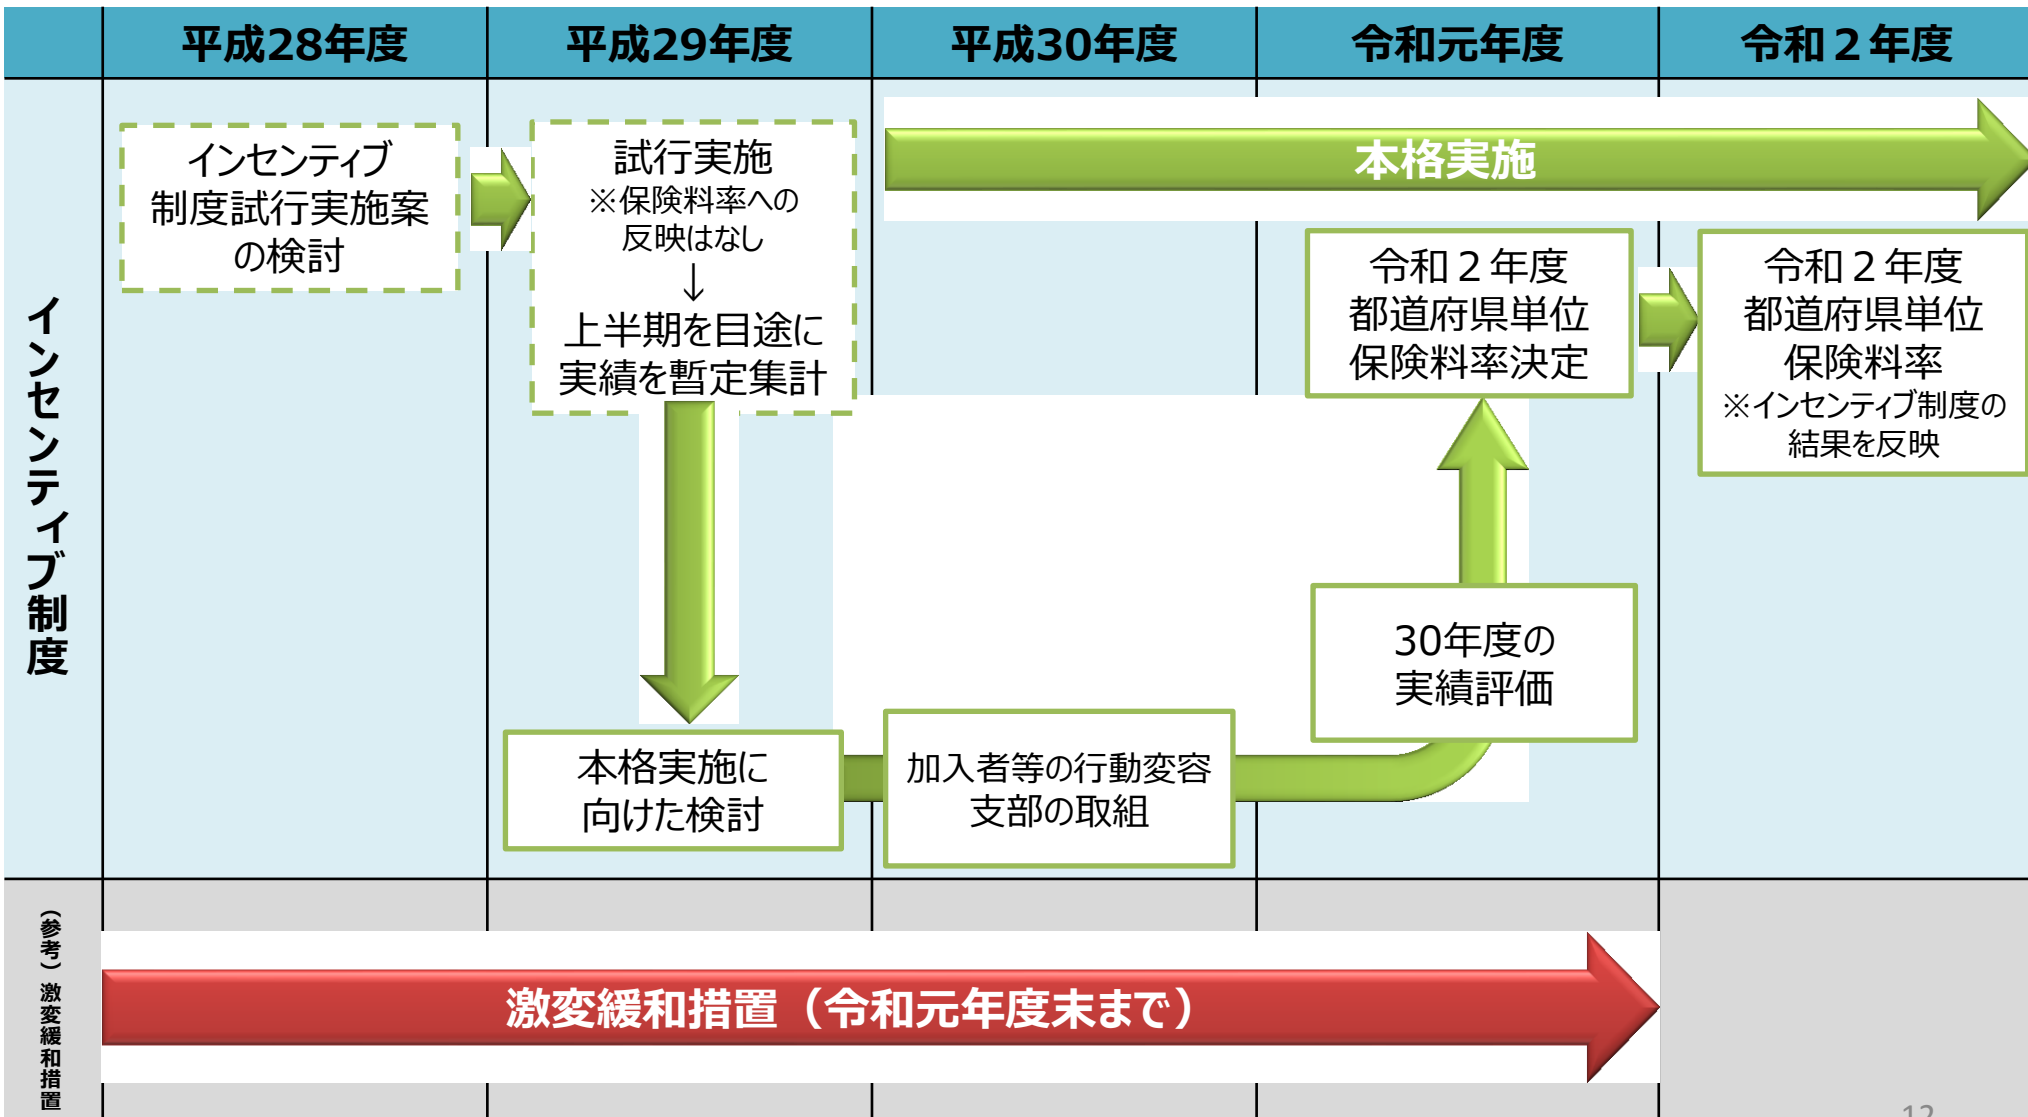 平成28年度
平成29年度
平成30年度
令和元年度
令和２年度
インセンティブ制度
インセンティブ
制度試行実施案
の検討
試行実施
※保険料率への
反映はなし
↓
上半期を目途に
実績を暫定集計
本格実施
令和２年度
都道府県単位
保険料率決定
令和２年度
都道府県単位
保険料率
※インセンティブ制度の
結果を反映
30年度の
実績評価
本格実施に
向けた検討
加入者等の行動変容
支部の取組
（参考）激変緩和措置
激変緩和措置（令和元年度末まで）
12